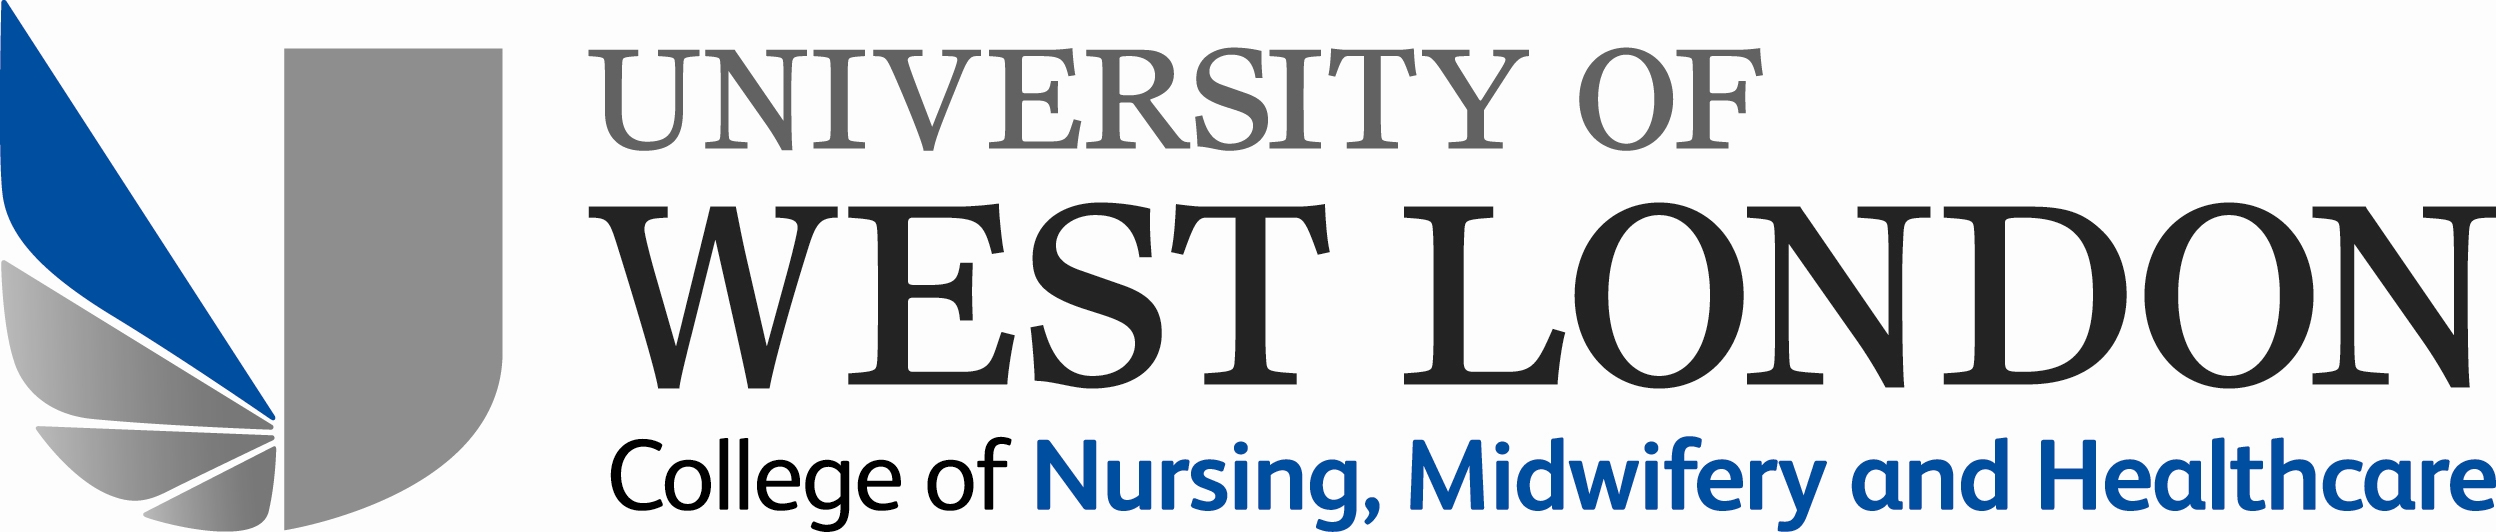 UNIVERSITY OF
WEST LONDON
College of Nursing, Midwifery and Healthcare